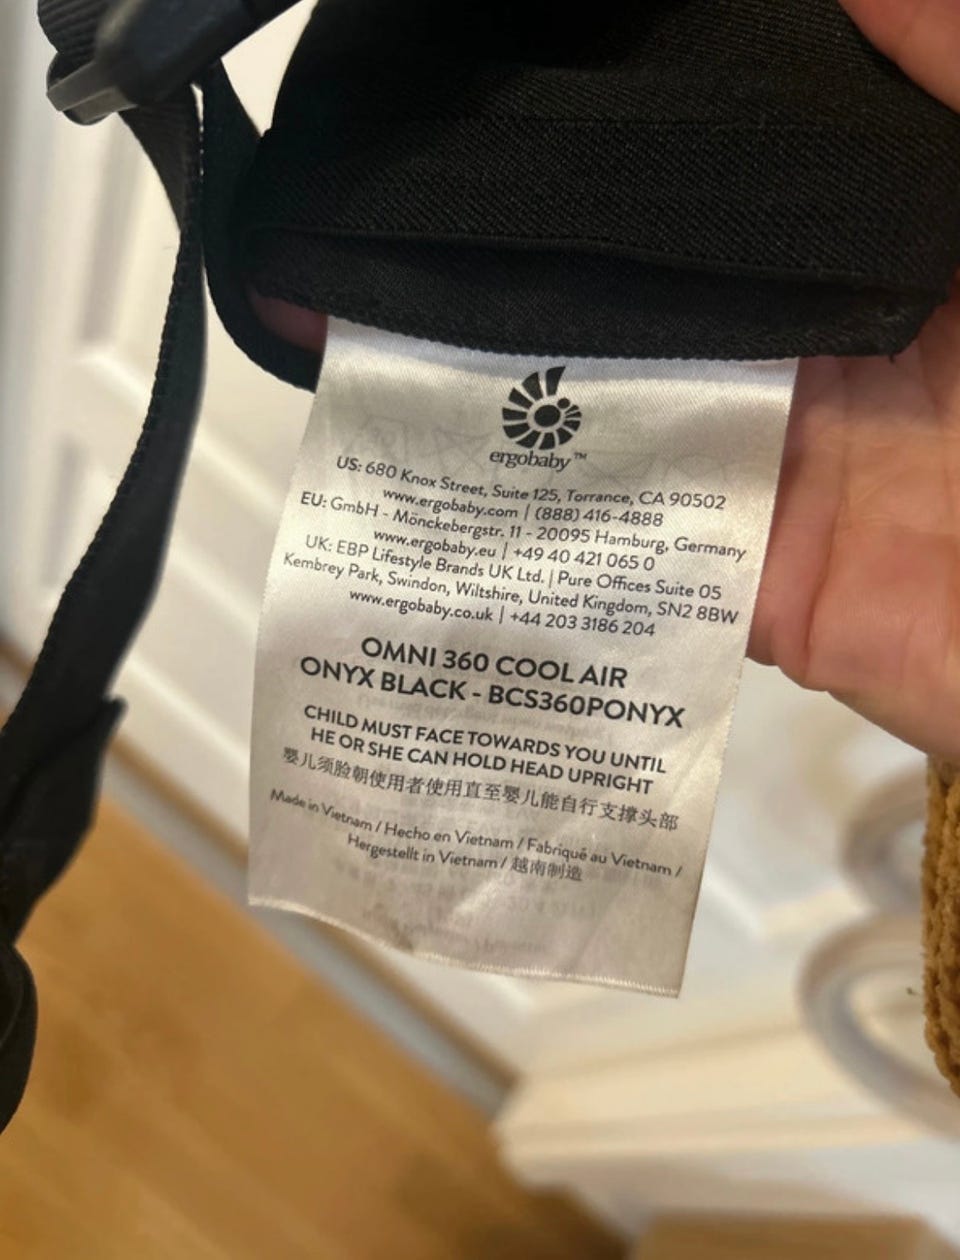 ergobaby™
US: 680 Knox Street, Suite 125, Torrance, CA 90502
www.ergobaby.com | (888) 416-4888
EU: GmbH - Mönckebergstr. 11 - 20095 Hamburg, Germany
www.ergobaby.eu | +49 40 421 065 0
UK: EBP Lifestyle Brands UK Ltd. | Pure Offices Suite 05
Kembrey Park, Swindon, Wiltshire, United Kingdom, SN2 8BW
www.ergobaby.co.uk | +44 203 3186 204
OMNI 360 COOL AIR
ONYX BLACK - BCS360PONYX
CHILD MUST FACE TOWARDS YOU UNTIL
HE OR SHE CAN HOLD HEAD UPRIGHT
婴儿须脸朝使用者使用直至婴儿能自行支撑头部
Made in Vietnam / Hecho en Vietnam / Fabriqué au Vietnam /
Hergestellt in Vietnam / 越南制造